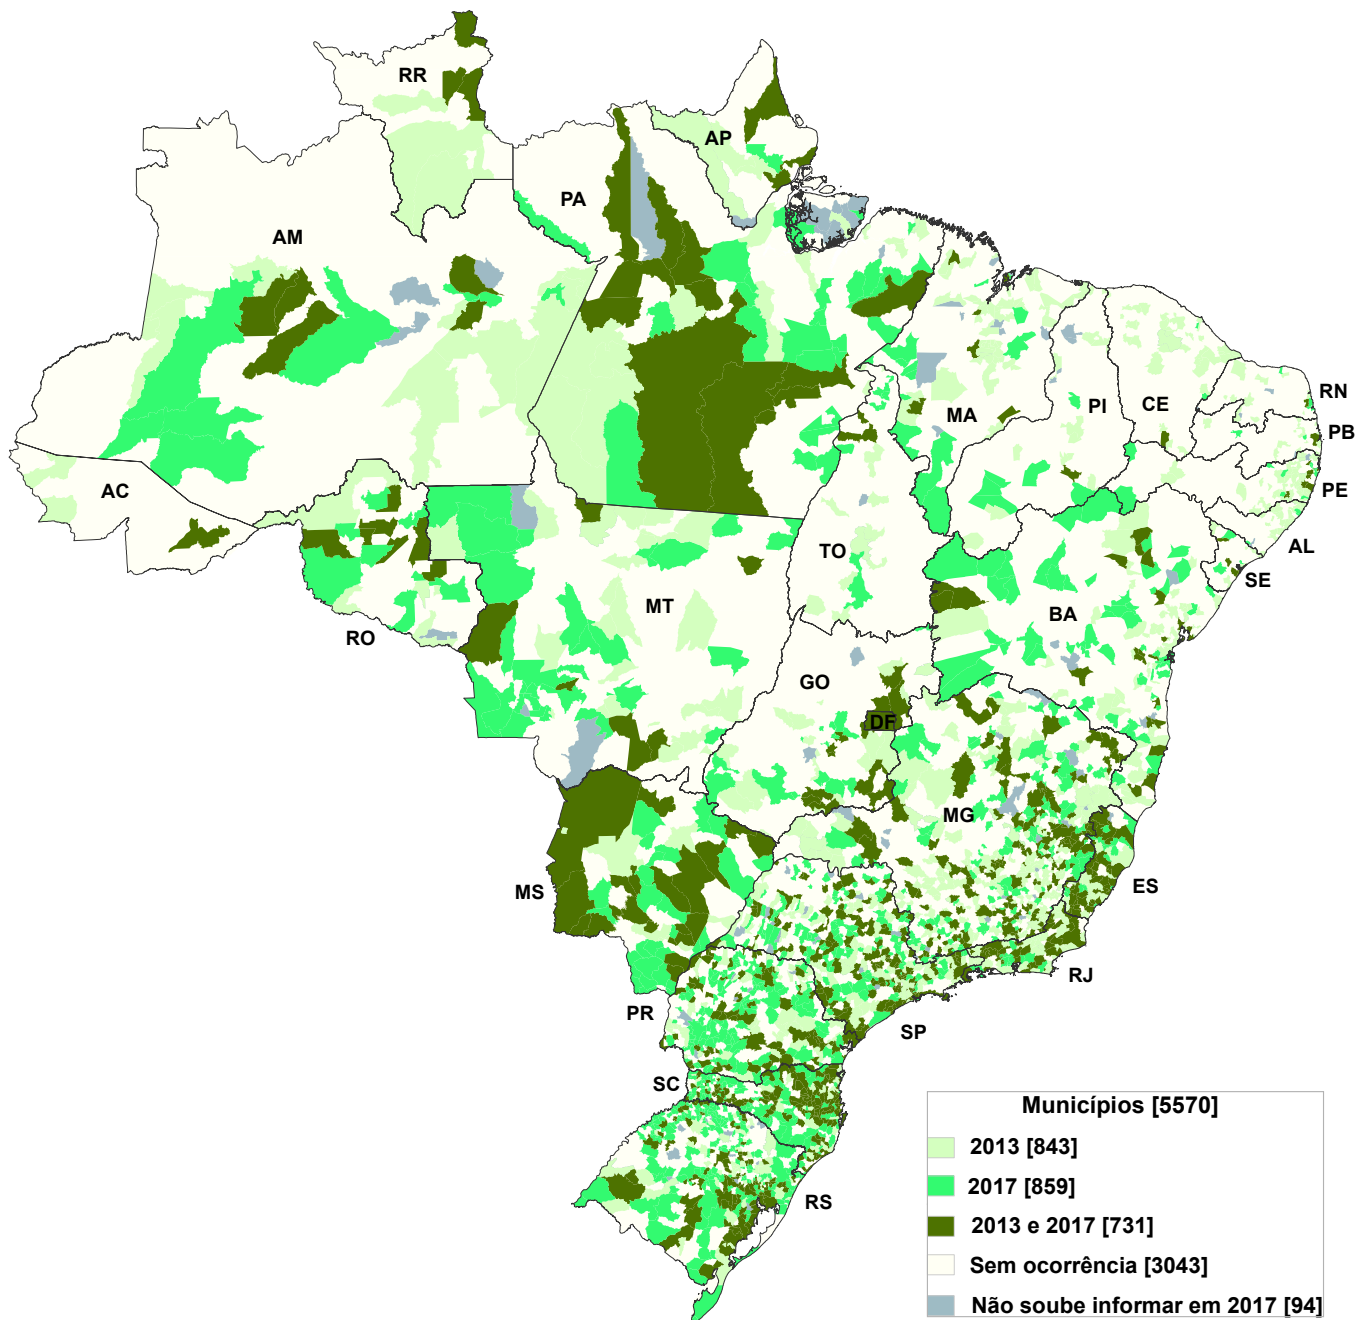 RR
AP
PA
AM
RN
MA
PI
CE
PB
AC
PE
TO
AL
SE
MT
BA
RO
GO
DF
MG
MS
ES
RJ
PR
SP
SC
RS
Municípios [5570]
2013 [843]
2017 [859]
2013 e 2017 [731]
Sem ocorrência [3043]
Não soube informar em 2017 [94]